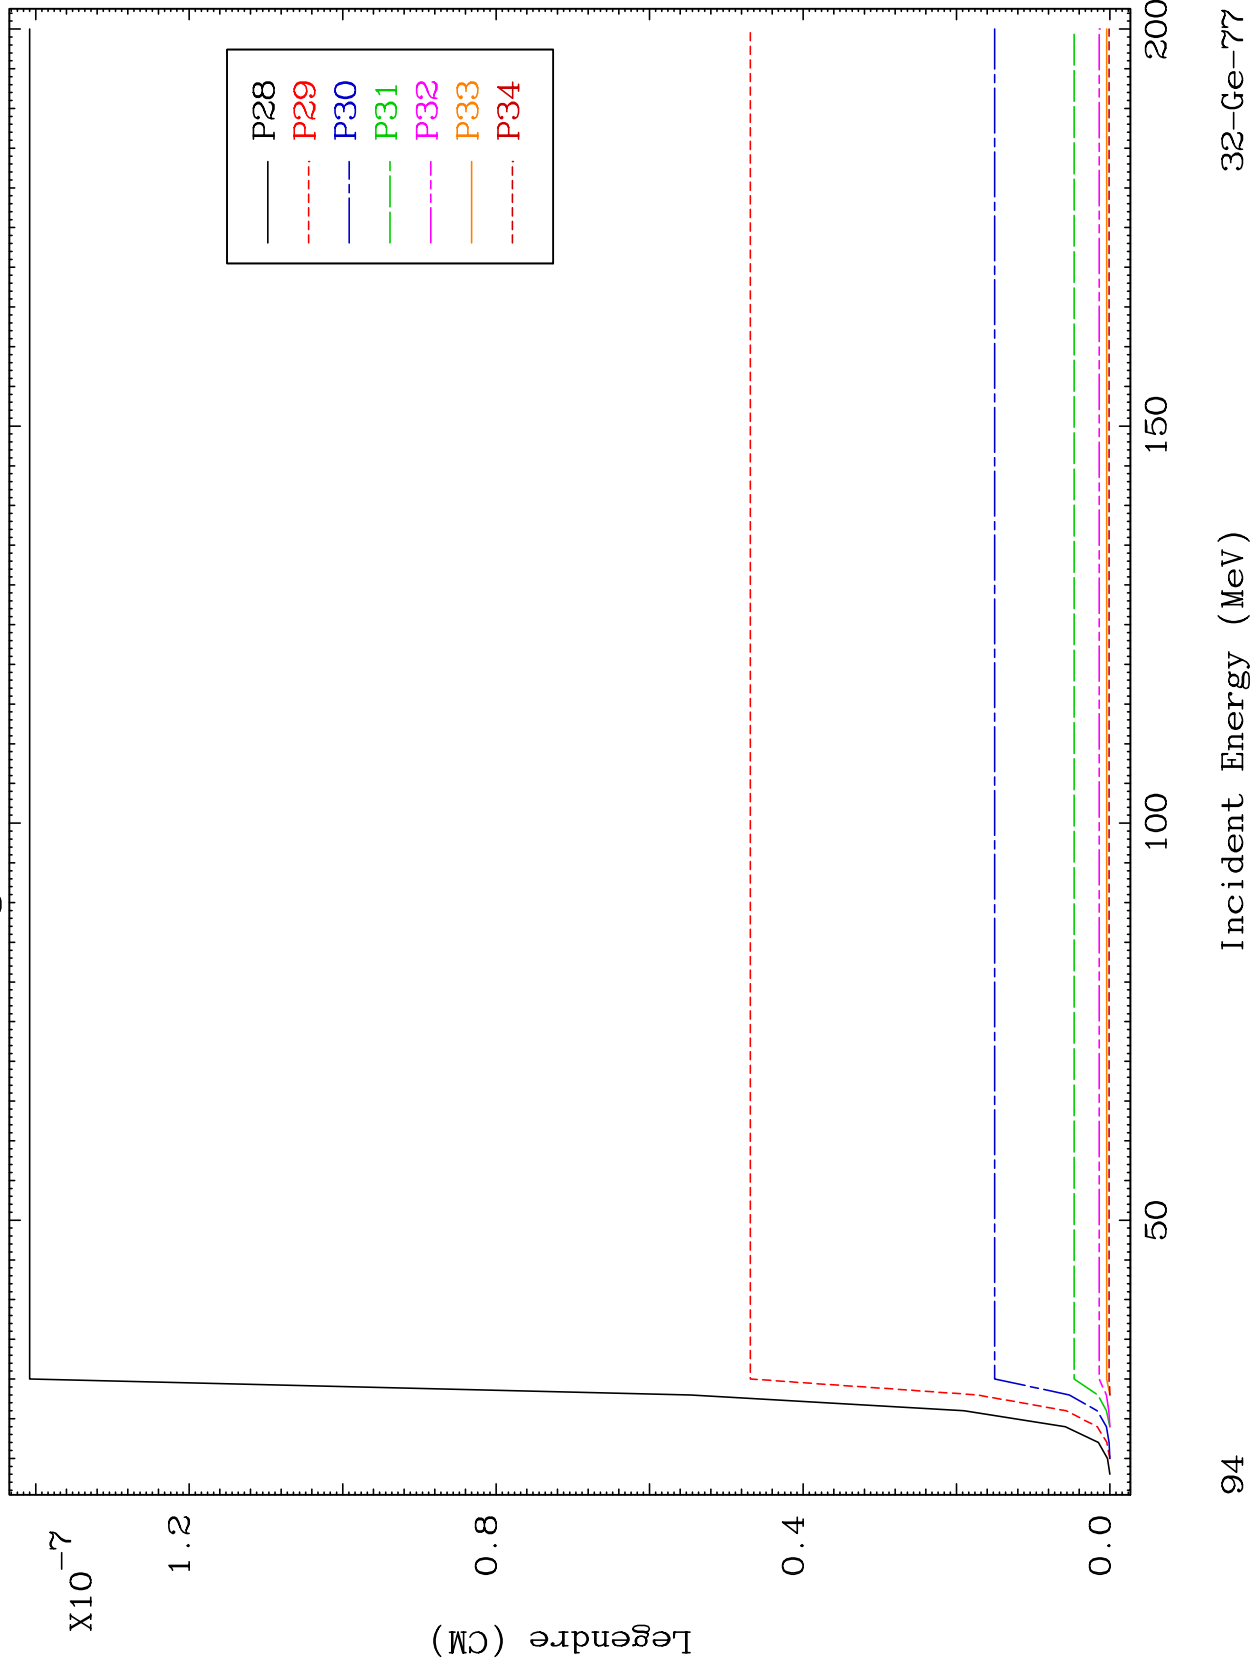 X10-7
1.2
0.8
0.4
0.0
Legendre (CM)
P28
P29
P30
P31
P32
P33
P34
50
100
150
200
Incident Energy (MeV)
94
32-Ge-77